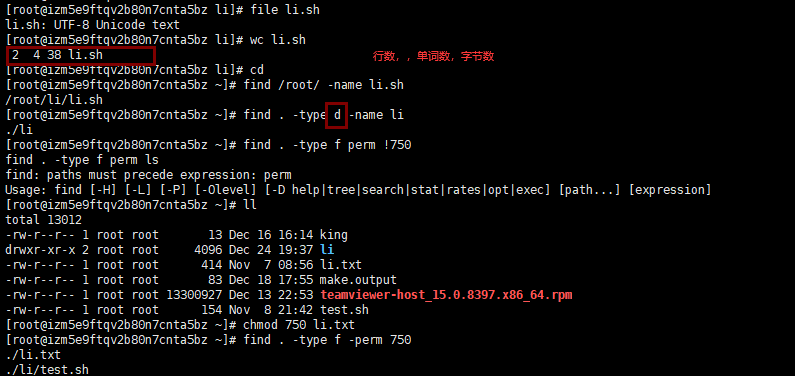 [root@izm5e9ftqv2b80n7cnta5bz li]# file li.sh
li.sh: UTF-8 Unicode text
[root@izm5e9ftqv2b80n7cnta5bz li]# wc li.sh
 2  4 38 li.sh 行数，，单词数，字节数
[root@izm5e9ftqv2b80n7cnta5bz li]# cd
[root@izm5e9ftqv2b80n7cnta5bz ~]# find /root/ -name li.sh
/root/li/li.sh
[root@izm5e9ftqv2b80n7cnta5bz ~]# find . -type d -name li
./li
[root@izm5e9ftqv2b80n7cnta5bz ~]# find . -type f perm !750
find . -type f perm ls
find: paths must precede expression: perm
Usage: find [-H] [-L] [-P] [-Olevel] [-D help|tree|search|stat|rates|opt|exec] [path...] [expression]
[root@izm5e9ftqv2b80n7cnta5bz ~]# ll
total 13012
-rw-r--r-- 1 root root       13 Dec 16 16:14 king
drwxr-xr-x 2 root root     4096 Dec 24 19:37 li
-rw-r--r-- 1 root root      414 Nov  7 08:56 li.txt
-rw-r--r-- 1 root root       83 Dec 18 17:55 make.output
-rw-r--r-- 1 root root 13300927 Dec 13 22:53 teamviewer-host_15.0.8397.x86_64.rpm
-rw-r--r-- 1 root root      154 Nov  8 21:42 test.sh
[root@izm5e9ftqv2b80n7cnta5bz ~]# chmod 750 li.txt
[root@izm5e9ftqv2b80n7cnta5bz ~]# find . -type f -perm 750
./li.txt
./li/test.sh